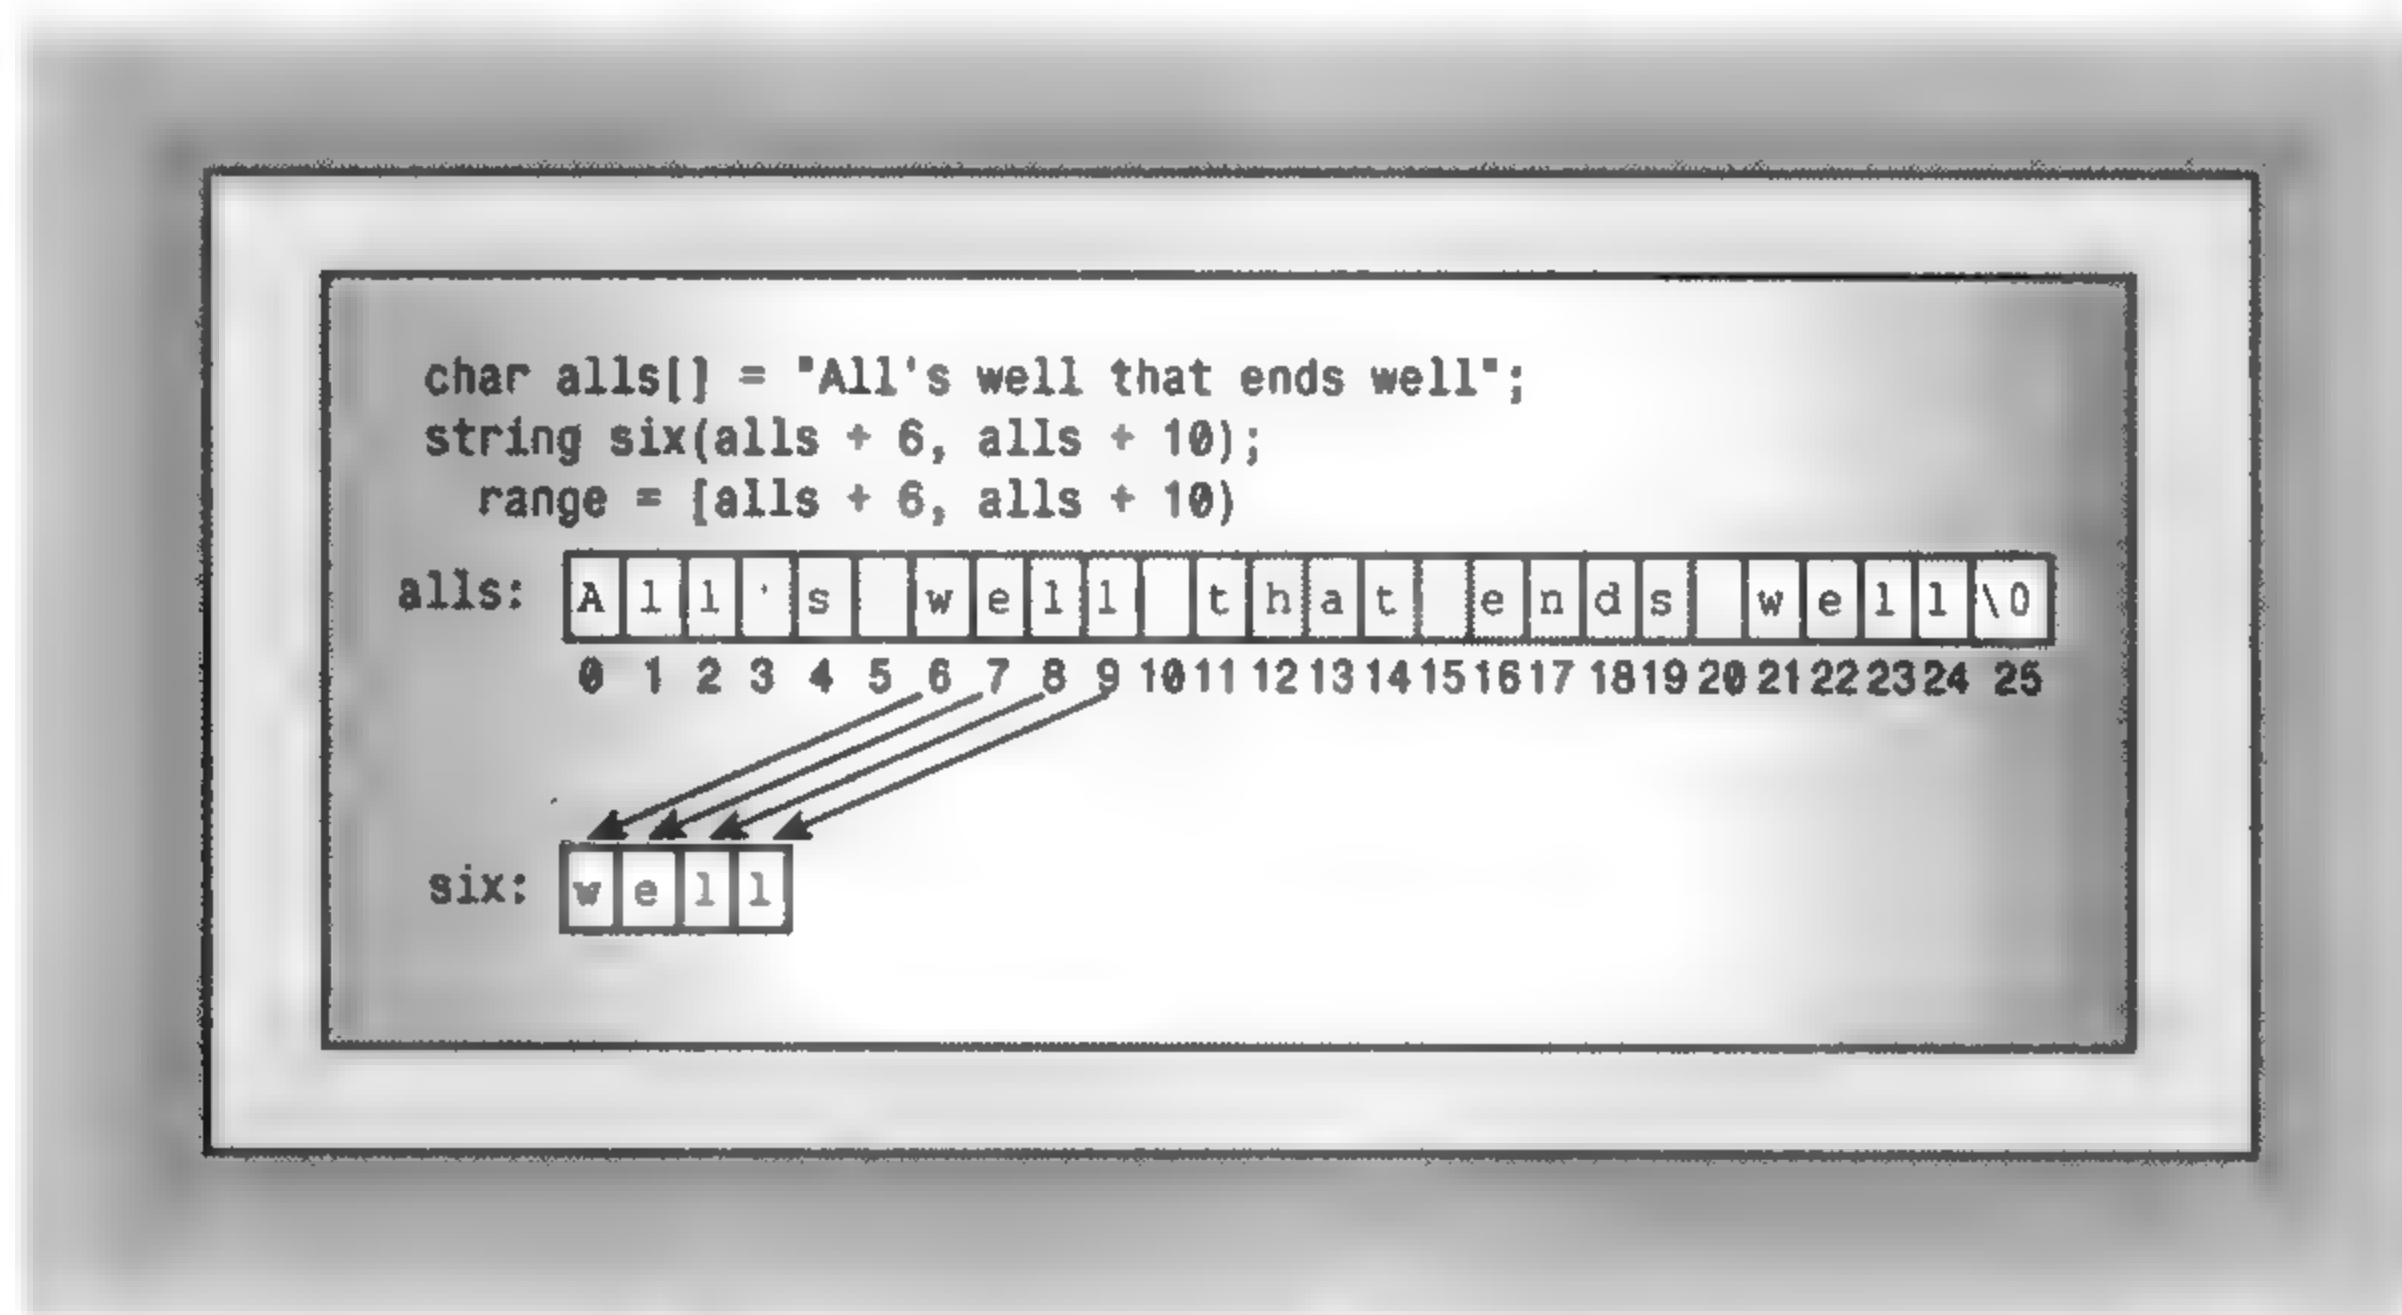 char alls[] = "All's well that ends well";
string six(alls + 6, alls + 10);
range = [alls + 6, alls + 10)
alls: A l l ' s w e l l t h a t e n d s w e l l \0
0 1 2 3 4 5 6 7 8 9 10 11 12 13 14 15 16 17 18 19 20 21 22 23 24 25
six: w e l l